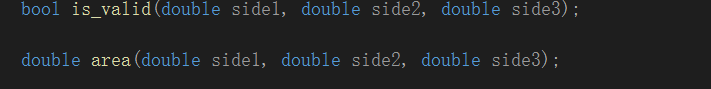 bool is_valid(double side1, double side2, double side3);
double area(double side1, double side2, double side3);